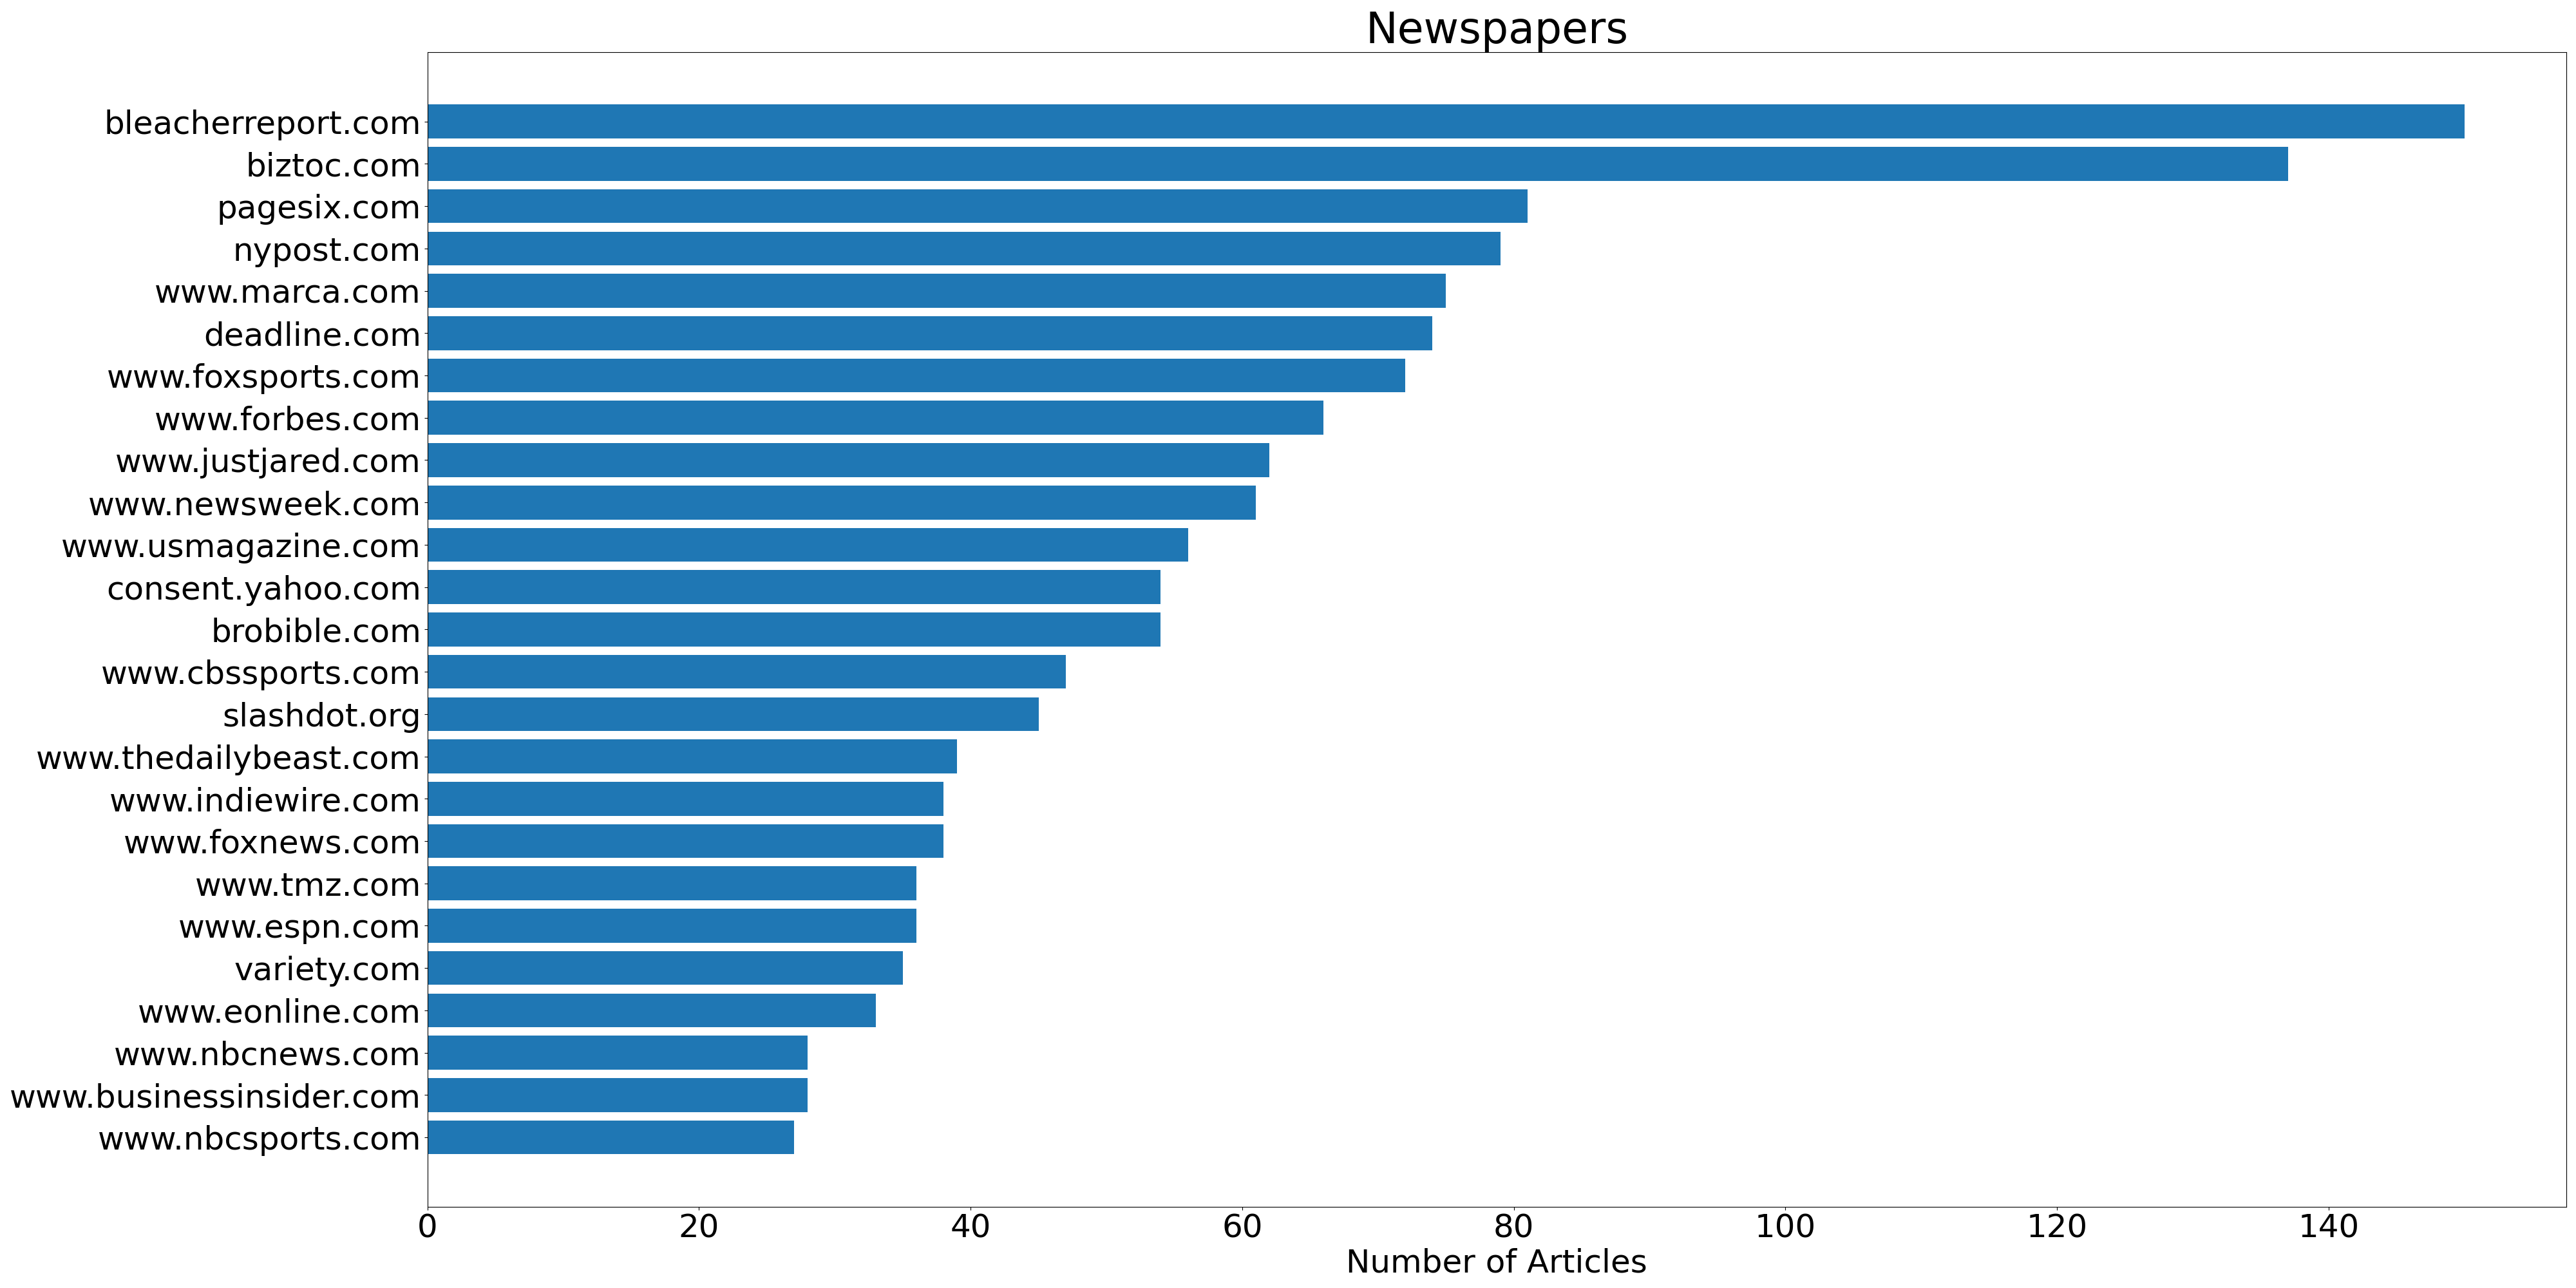 Newspapers
bleacherreport.com
biztoc.com
pagesix.com
nypost.com
www.marca.com
deadline.com
www.foxsports.com
www.forbes.com
www.justjared.com
www.newsweek.com
www.usmagazine.com
consent.yahoo.com
brobible.com
www.cbssports.com
slashdot.org
www.thedailybeast.com
www.indiewire.com
www.foxnews.com
www.tmz.com
www.espn.com
variety.com
www.eonline.com
www.nbcnews.com
www.businessinsider.com
www.nbcsports.com
0 20 40 60 80 100 120 140
Number of Articles